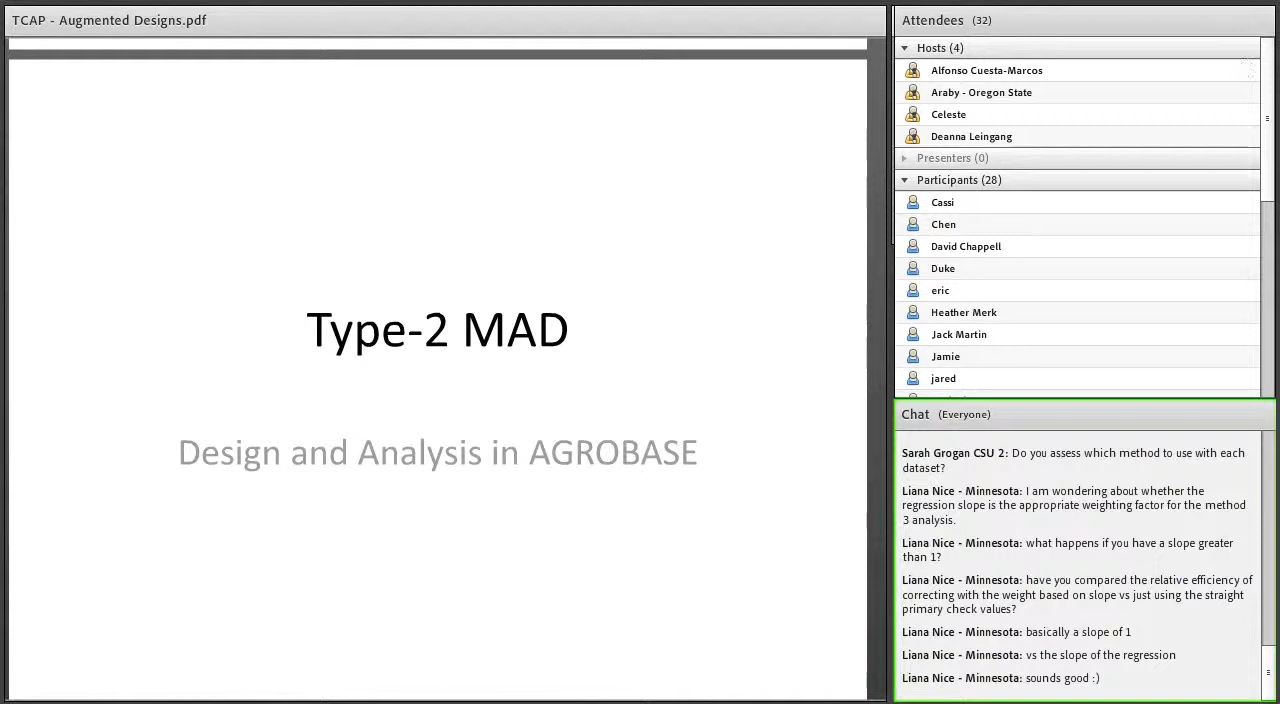 TCAP - Augmented Designs.pdf
Type-2 MAD
Design and Analysis in AGROBASE
Attendees (32)
Hosts (4)
Alfonso Cuesta-Marcos
Araby - Oregon State
Celeste
Deanna Leingang
Presenters (0)
Participants (28)
Cassi
Chen
David Chappell
Duke
eric
Heather Merk
Jack Martin
Jamie
jared
Chat (Everyone)
Sarah Grogan CSU 2: Do you assess which method to use with each
dataset?
Liana Nice - Minnesota: I am wondering about whether the
regression slope is the appropriate weighting factor for the method
3 analysis.
Liana Nice - Minnesota: what happens if you have a slope greater
than 1?
Liana Nice - Minnesota: have you compared the relative efficiency of
correcting with the weight based on slope vs just using the straight
primary check values?
Liana Nice - Minnesota: basically a slope of 1
Liana Nice - Minnesota: vs the slope of the regression
Liana Nice - Minnesota: sounds good :)